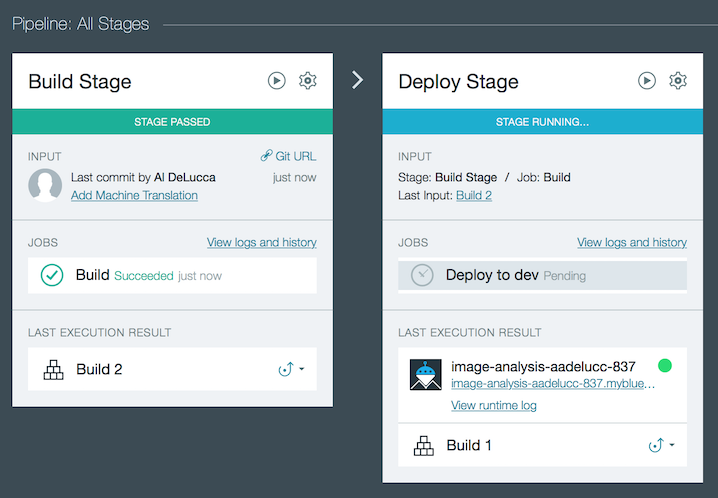 Pipeline: All Stages
Build Stage
STAGE PASSED
INPUT
Git URL
Last commit by Al DeLucca
just now
Add Machine Translation
JOBS
View logs and history
Build Succeeded just now
LAST EXECUTION RESULT
Build 2
Deploy Stage
STAGE RUNNING...
INPUT
Stage: Build Stage / Job: Build
Last Input: Build 2
JOBS
View logs and history
Deploy to dev Pending
LAST EXECUTION RESULT
image-analysis-aadelucc-837
image-analysis-aadelucc-837.myblue...
View runtime log
Build 1